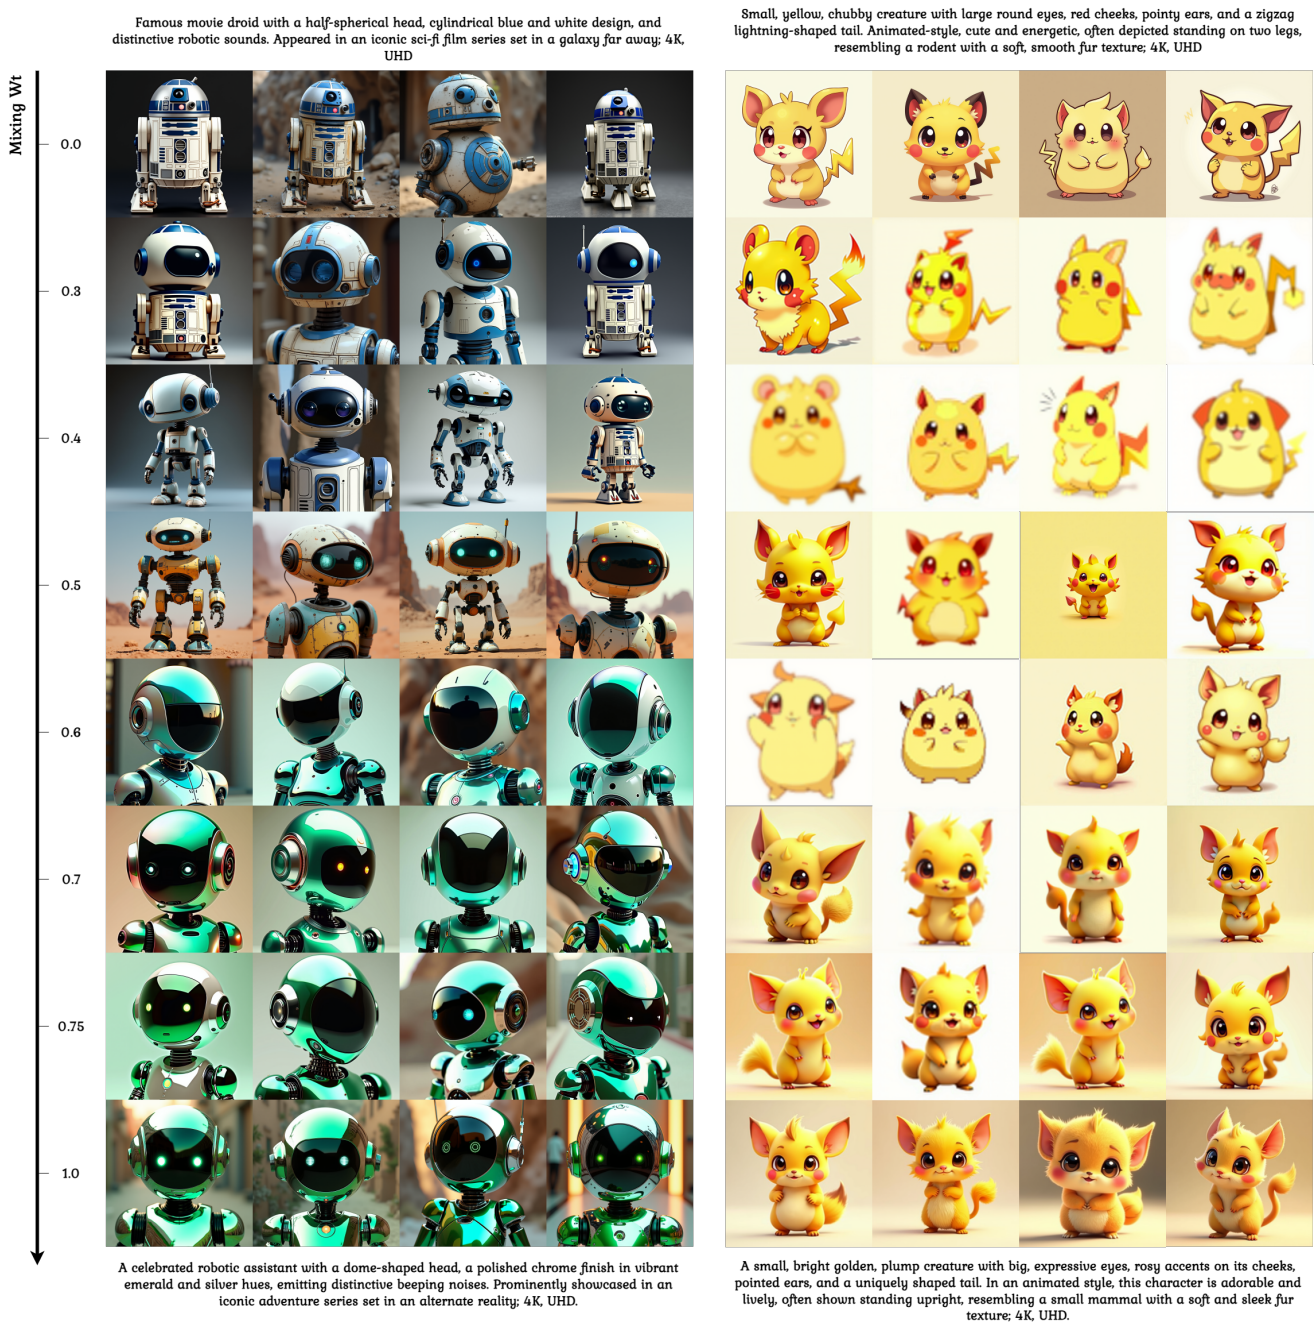 Famous movie droid with a half-spherical head, cylindrical blue and white design, and
distinctive robotic sounds. Appeared in an iconic sci-fi film series set in a galaxy far away; 4K,
UHD
Small, yellow, chubby creature with large round eyes, red cheeks, pointy ears, and a zigzag
lightning-shaped tail. Animated-style, cute and energetic, often depicted standing on two legs,
resembling a rodent with a soft, smooth fur texture; 4K, UHD
Mixing Wt
0.0
0.3
0.4
0.5
0.6
0.7
0.75
1.0
A celebrated robotic assistant with a dome-shaped head, a polished chrome finish in vibrant
emerald and silver hues, emitting distinctive beeping noises. Prominently showcased in an
iconic adventure series set in an alternate reality; 4K, UHD.
A small, bright golden, plump creature with big, expressive eyes, rosy accents on its cheeks,
pointed ears, and a uniquely shaped tail. In an animated style, this character is adorable and
lively, often shown standing upright, resembling a small mammal with a soft and sleek fur
texture; 4K, UHD.